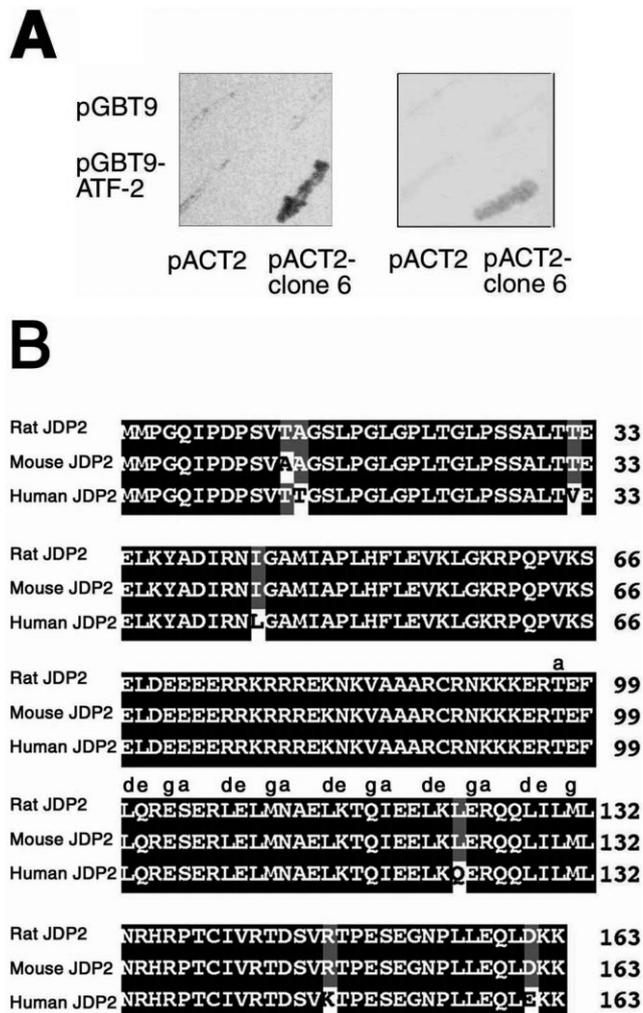 A
pGBT9
pGBT9-
ATF-2
pACT2 pACT2-
clone 6
pACT2 pACT2-
clone 6
B
Rat JDP2 MMPGQIPDPSVTAGSLPGLGPLTGLPSSALTTE 33
Mouse JDP2 MMPGQIPDPSVAAGSLPGLGPLTGLPSSALTTE 33
Human JDP2 MMPGQIPDPSVTTGSLPGLGPLTGLPSSALTVE 33
Rat JDP2 ELKYADIRNIGAMIAPLHFLEVKLGKRPQPVKS 66
Mouse JDP2 ELKYADIRNIGAMIAPLHFLEVKLGKRPQPVKS 66
Human JDP2 ELKYADIRNLGAMIAPLHFLEVKLGKRPQPVKS 66
a
Rat JDP2 ELDEEEERRKRRREKNKVAAARCRNKKKERTEF 99
Mouse JDP2 ELDEEEERRKRRREKNKVAAARCRNKKKERTEF 99
Human JDP2 ELDEEEERRKRRREKNKVAAARCRNKKKERTEF 99
de ga de ga de ga de ga de g
Rat JDP2 LQRESERLELMNAELKTQIEELKLERQQLILML 132
Mouse JDP2 LQRESERLELMNAELKTQIEELKLERQQLILML 132
Human JDP2 LQRESERLELMNAELKTQIEELKQERQQLILML 132
Rat JDP2 NRHRPTCIVRTDSVRTPESEGNPLLEQLDKK 163
Mouse JDP2 NRHRPTCIVRTDSVRTPESEGNPLLEQLDKK 163
Human JDP2 NRHRPTCIVRTDSVKTPESEGNPLLEQLEKK 163